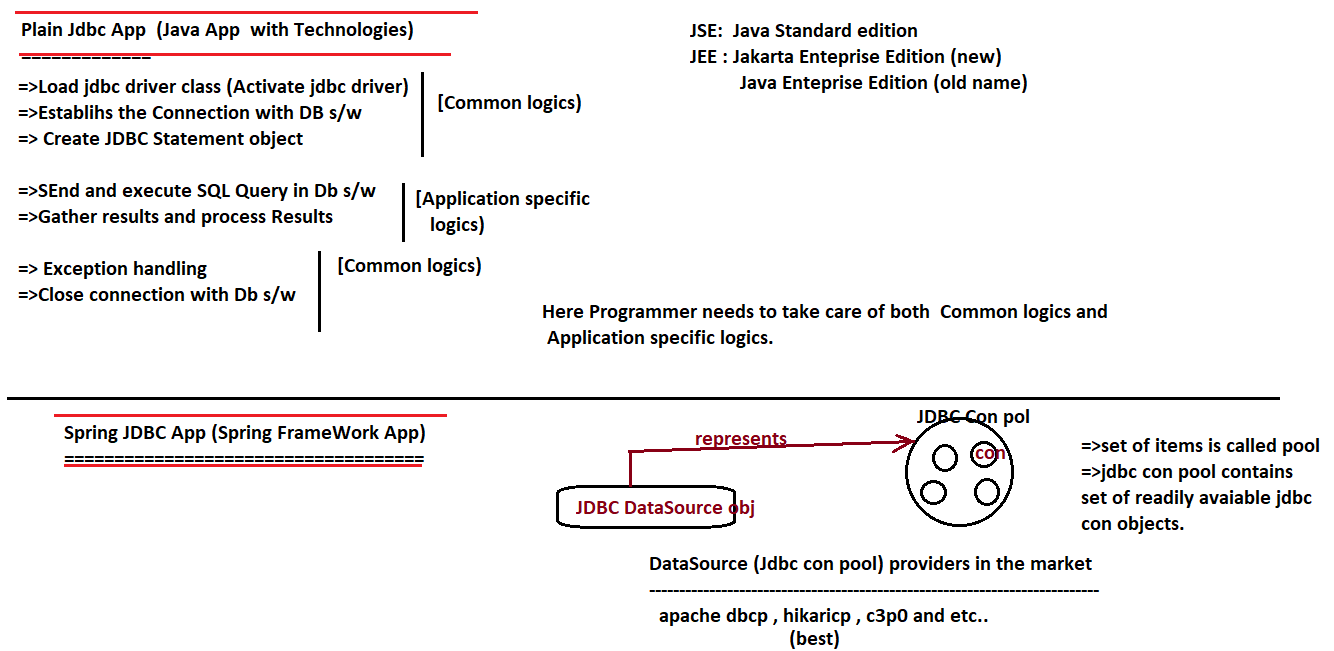 Plain Jdbc App (Java App with Technologies)
=============
=>Load jdbc driver class (Activate jdbc driver)
=>Establihs the Connection with DB s/w
=> Create JDBC Statement object
[Common logics)
=>SEnd and execute SQL Query in Db s/w
=>Gather results and process Results
[Application specific
logics)
=> Exception handling
=>Close connection with Db s/w
[Common logics)
JSE: Java Standard edition
JEE : Jakarta Enteprise Edition (new)
Java Enteprise Edition (old name)
Here Programmer needs to take care of both Common logics and
Application specific logics.
Spring JDBC App (Spring FrameWork App)
====================================
represents
JDBC DataSource obj
JDBC Con pol
con
=>set of items is called pool
=>jdbc con pool contains
set of readily avaiable jdbc
con objects.
DataSource (Jdbc con pool) providers in the market
---------------------------------------------------------------------------
apache dbcp , hikaricp , c3p0 and etc..
(best)